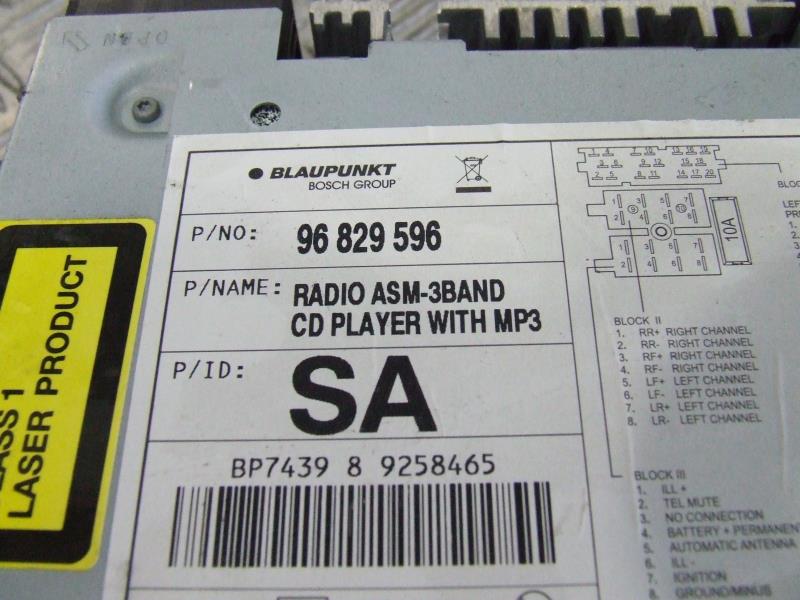 BLAUPUNKT
BOSCH GROUP
P/NO: 96 829 596
P/NAME: RADIO ASM-3BAND
CD PLAYER WITH MP3
P/ID: SA
BP7439 8 9258465
1
LASER PRODUCT
10A
BLOCK II
1. RR+ RIGHT CHANNEL
2. RR- RIGHT CHANNEL
3. RF+ RIGHT CHANNEL
4. RF- RIGHT CHANNEL
5. LF+ LEFT CHANNEL
6. LF- LEFT CHANNEL
7. LR+ LEFT CHANNEL
8. LR- LEFT CHANNEL
BLOCK III
1. ILL +
2. TEL MUTE
3. NO CONNECTION
4. BATTERY + PERMANEN
5. AUTOMATIC ANTENNA
6. ILL -
7. IGNITION
8. GROUND/MINUS